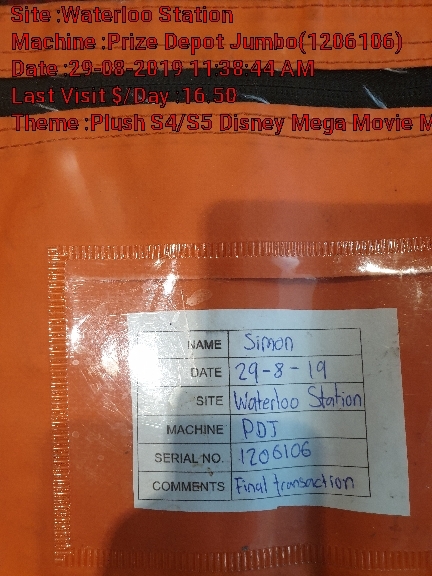 Site :Waterloo Station
Machine :Prize Depot Jumbo(1206106)
Date :29-08-2019 11:38:44 AM
Last Visit $/Day :16.50
Theme :Plush S4/S5 Disney Mega Movie M
NAME Simon
DATE 29-8-19
SITE Waterloo Station
MACHINE PDJ
SERIAL NO. 1206106
COMMENTS Final transaction